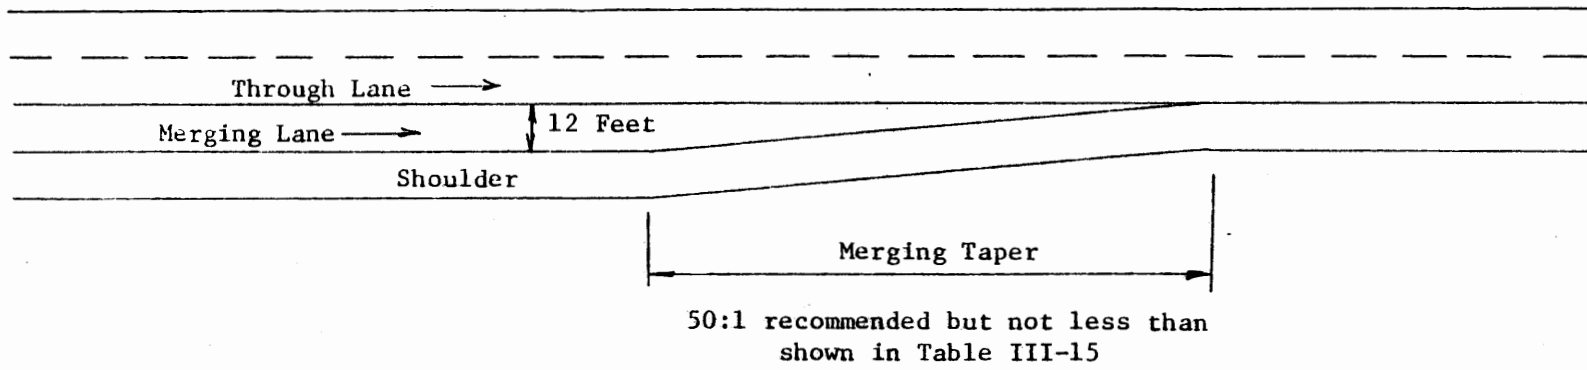 Through Lane
Merging Lane
12 Feet
Shoulder
Merging Taper
50:1 recommended but not less than
shown in Table III-15